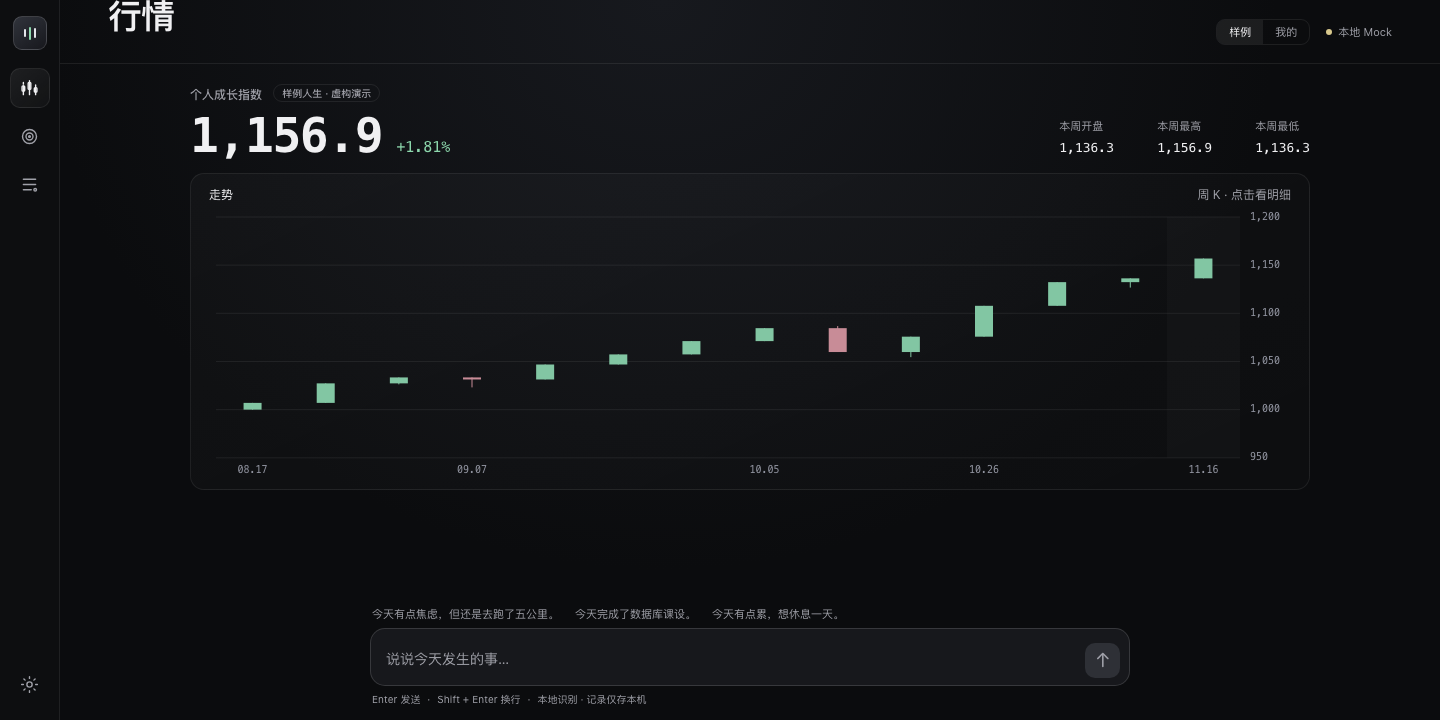 行情
样例 我的 本地 Mock
个人成长指数 样例人生 · 虚构演示
1,156.9 +1.81%
本周开盘 本周最高 本周最低
1,136.3 1,156.9 1,136.3
走势 周 K · 点击看明细
1,200
1,150
1,100
1,050
1,000
950
08.17 09.07 10.05 10.26 11.16
今天有点焦虑，但还是去跑了五公里。 今天完成了数据库课设。 今天有点累，想休息一天。
说说今天发生的事…
Enter 发送 · Shift + Enter 换行 · 本地识别 · 记录仅存本机